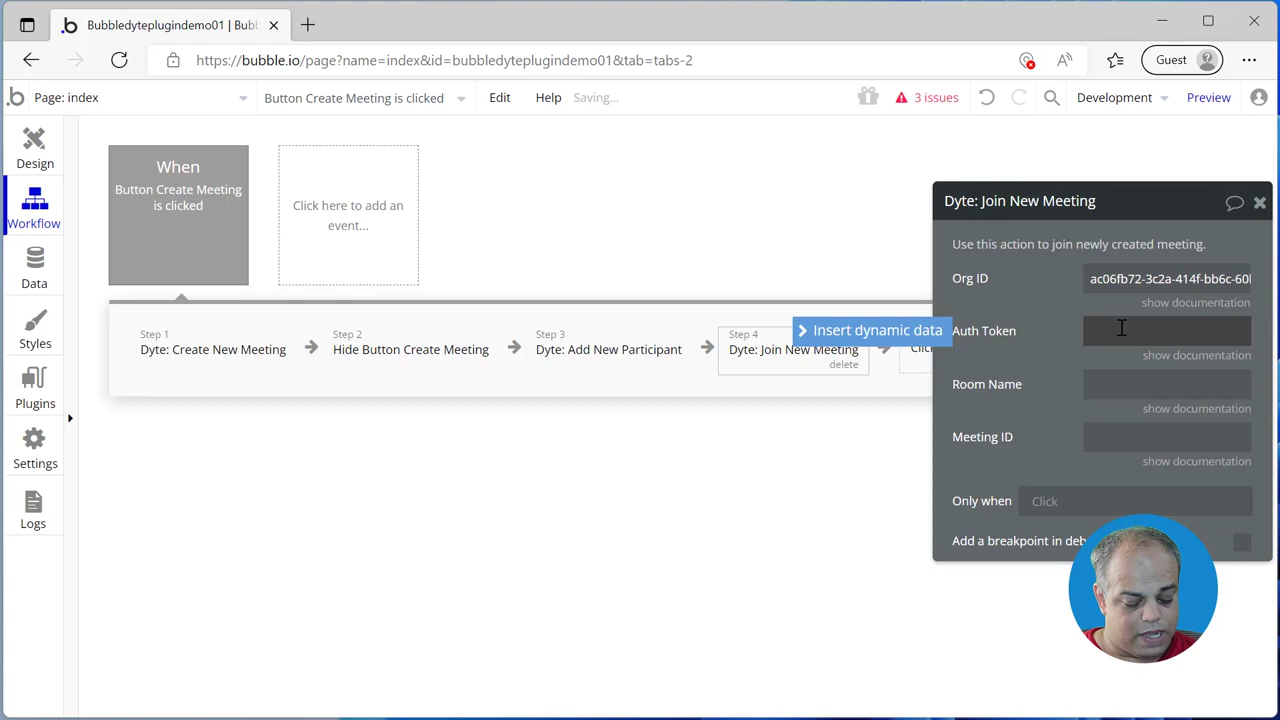 Bubbledyteplugindemo01 | Bubb
https://bubble.io/page?name=index&id=bubbledyteplugindemo01&tab=tabs-2
Guest
Page: index
Button Create Meeting is clicked
Edit
Help
Saving...
3 issues
Development
Preview
Design
Workflow
Data
Styles
Plugins
Settings
Logs
When
Button Create Meeting
is clicked
Click here to add an
event...
Step 1
Dyte: Create New Meeting
Step 2
Hide Button Create Meeting
Step 3
Dyte: Add New Participant
Step 4
Dyte: Join New Meeting
delete
Insert dynamic data
Dyte: Join New Meeting
Use this action to join newly created meeting.
Org ID
ac06fb72-3c2a-414f-bb6c-60
show documentation
Auth Token
show documentation
Room Name
show documentation
Meeting ID
show documentation
Only when
Click
Add a breakpoint in deb